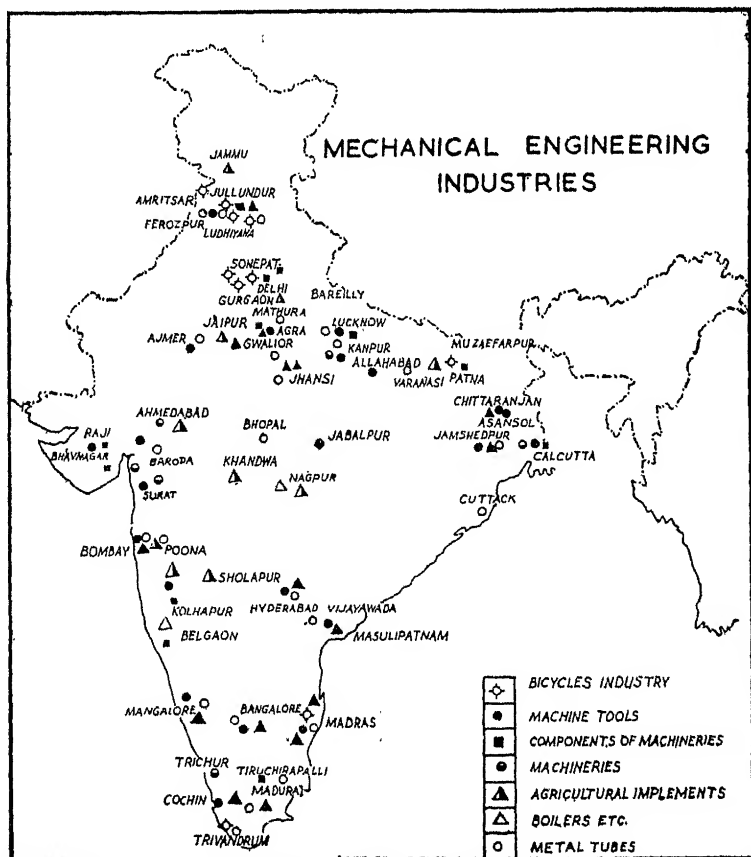 MECHANICAL ENGINEERING
INDUSTRIES
JAMMU
AMRITSAR
JULLUNDUR
FEROZPUR
LUDHIYANA
SONEPAT
DELHI
GURGAON
BAREILLY
MATHURA
JAIPUR
AGRA
LUCKNOW
AJMER
GWALIOR
KANPUR
MUZAEFARPUR
ALLAHABAD
JHANSI
VARANASI
PATNA
CHITTARANJAN
ASANSOL
AHMEDABAD
BHOPAL
JABALPUR
JAMSHEDPUR
RAJI
BHAVNAGAR
CALCUTTA
BARODA
KHANDWA
NAGPUR
SURAT
CUTTACK
BOMBAY
POONA
SHOLAPUR
KOLHAPUR
HYDERABAD
VIJAYAWADA
BELGAON
MASULIPATNAM
MANGALORE
BANGALORE
MADRAS
TRICHUR
TIRUCHIRAPALLI
COCHIN
MADURAI
TRIVANDRUM
BICYCLES INDUSTRY
MACHINE TOOLS
COMPONENTS OF MACHINERIES
MACHINERIES
AGRICULTURAL IMPLEMENTS
BOILERS ETC.
METAL TUBES